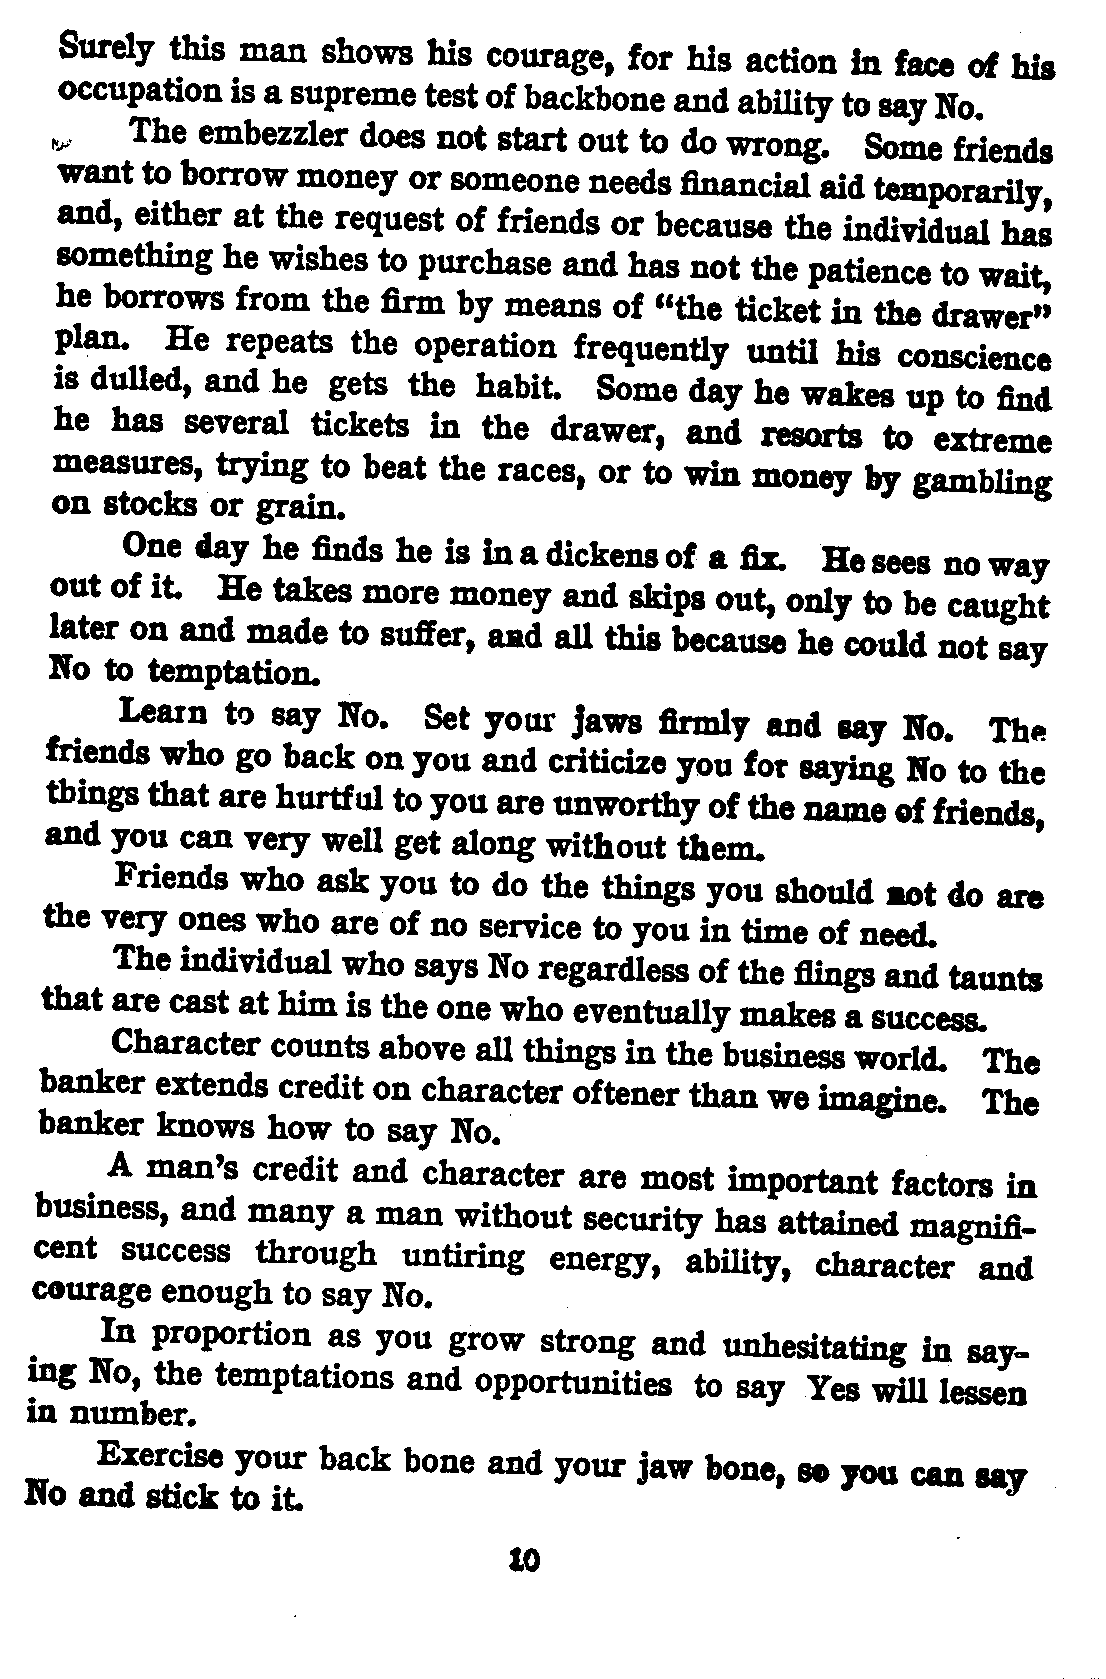 Surely this man shows his courage, for his action in face of his
occupation is a supreme test of backbone and ability to say No.
The embezzler does not start out to do wrong. Some friends
want to borrow money or someone needs financial aid temporarily,
and, either at the request of friends or because the individual has
something he wishes to purchase and has not the patience to wait,
he borrows from the firm by means of "the ticket in the drawer"
plan. He repeats the operation frequently until his conscience
is dulled, and he gets the habit. Some day he wakes up to find
he has several tickets in the drawer, and resorts to extreme
measures, trying to beat the races, or to win money by gambling
on stocks or grain.
One day he finds he is in a dickens of a fix. He sees no way
out of it. He takes more money and skips out, only to be caught
later on and made to suffer, and all this because he could not say
No to temptation.
Learn to say No. Set your jaws firmly and say No. The
friends who go back on you and criticize you for saying No to the
things that are hurtful to you are unworthy of the name of friends,
and you can very well get along without them.
Friends who ask you to do the things you should not do are
the very ones who are of no service to you in time of need.
The individual who says No regardless of the flings and taunts
that are cast at him is the one who eventually makes a success.
Character counts above all things in the business world. The
banker extends credit on character oftener than we imagine. The
banker knows how to say No.
A man's credit and character are most important factors in
business, and many a man without security has attained magnifi-
cent success through untiring energy, ability, character and
courage enough to say No.
In proportion as you grow strong and unhesitating in say-
ing No, the temptations and opportunities to say Yes will lessen
in number.
Exercise your back bone and your jaw bone, so you can say
No and stick to it.
10